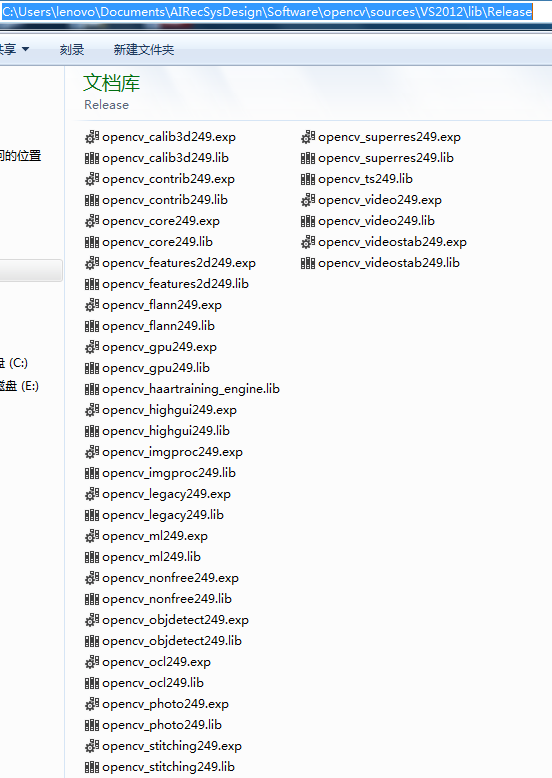 C:\Users\lenovo\Documents\AIRecSysDesign\Software\opencv\sources\VS2012\lib\Release
共享 刻录 新建文件夹
文档库
Release
的位置
盘 (C:)
磁盘 (E:)
opencv_calib3d249.exp
opencv_calib3d249.lib
opencv_contrib249.exp
opencv_contrib249.lib
opencv_core249.exp
opencv_core249.lib
opencv_features2d249.exp
opencv_features2d249.lib
opencv_flann249.exp
opencv_flann249.lib
opencv_gpu249.exp
opencv_gpu249.lib
opencv_haartraining_engine.lib
opencv_highgui249.exp
opencv_highgui249.lib
opencv_imgproc249.exp
opencv_imgproc249.lib
opencv_legacy249.exp
opencv_legacy249.lib
opencv_ml249.exp
opencv_ml249.lib
opencv_nonfree249.exp
opencv_nonfree249.lib
opencv_objdetect249.exp
opencv_objdetect249.lib
opencv_ocl249.exp
opencv_ocl249.lib
opencv_photo249.exp
opencv_photo249.lib
opencv_stitching249.exp
opencv_stitching249.lib
opencv_superres249.exp
opencv_superres249.lib
opencv_ts249.lib
opencv_video249.exp
opencv_video249.lib
opencv_videostab249.exp
opencv_videostab249.lib